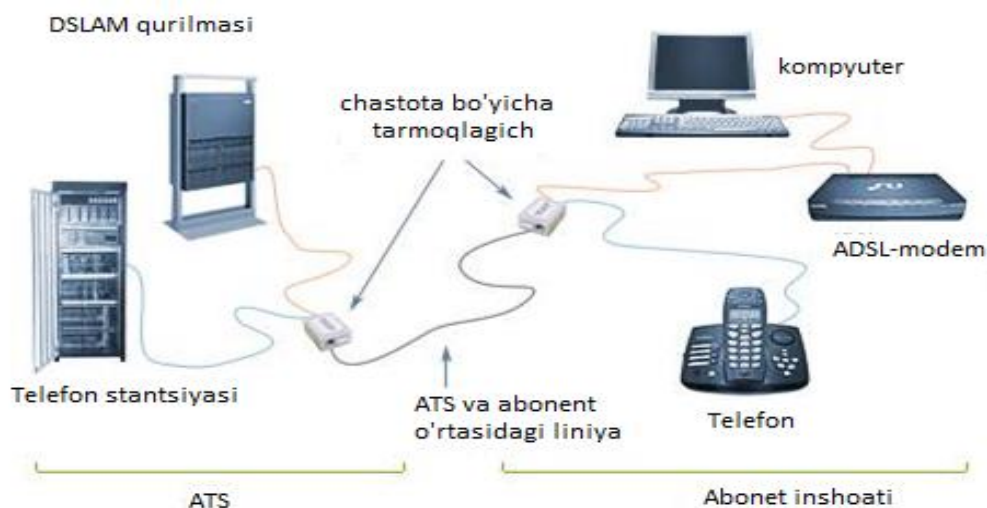 DSLAM qurilmasi
kompyuter
chastota bo'yicha
tarmoqlagich
ADSL-modem
Telefon stantsiyasi
ATS va abonent
o'rtasidagi liniya
Telefon
ATS
Abonet inshoati